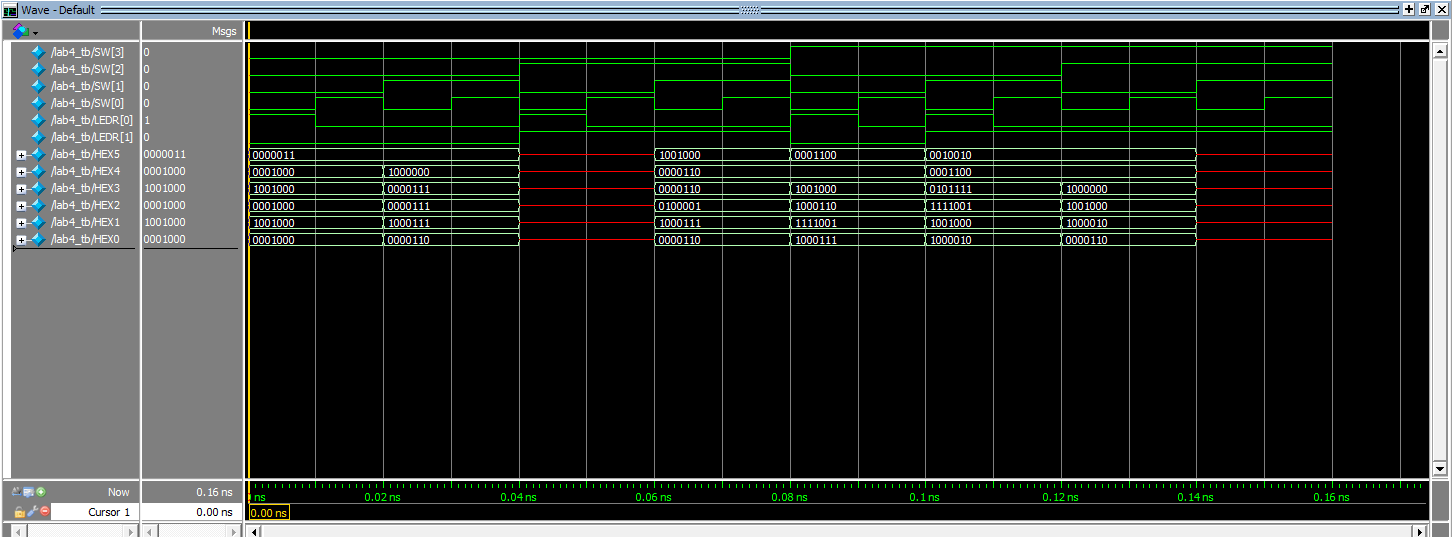 Wave - Default
Msgs
/lab4_tb/SW[3] 0
/lab4_tb/SW[2] 0
/lab4_tb/SW[1] 0
/lab4_tb/SW[0] 0
/lab4_tb/LEDR[0] 1
/lab4_tb/LEDR[1] 0
/lab4_tb/HEX5 0000011 0000011 1001000 0001100 0010010
/lab4_tb/HEX4 0001000 0001000 1000000 0000110 0001100
/lab4_tb/HEX3 1001000 1001000 0000111 0000110 1001000 0101111 1000000
/lab4_tb/HEX2 0001000 0001000 0000111 0100001 1000110 1111001 1001000
/lab4_tb/HEX1 1001000 1001000 1000111 1000111 1111001 1001000 1000010
/lab4_tb/HEX0 0001000 0001000 0000110 0000110 1000111 1000010 0000110
Now 0.16 ns ns 0.02 ns 0.04 ns 0.06 ns 0.08 ns 0.1 ns 0.12 ns 0.14 ns 0.16 ns
Cursor 1 0.00 ns 0.00 ns